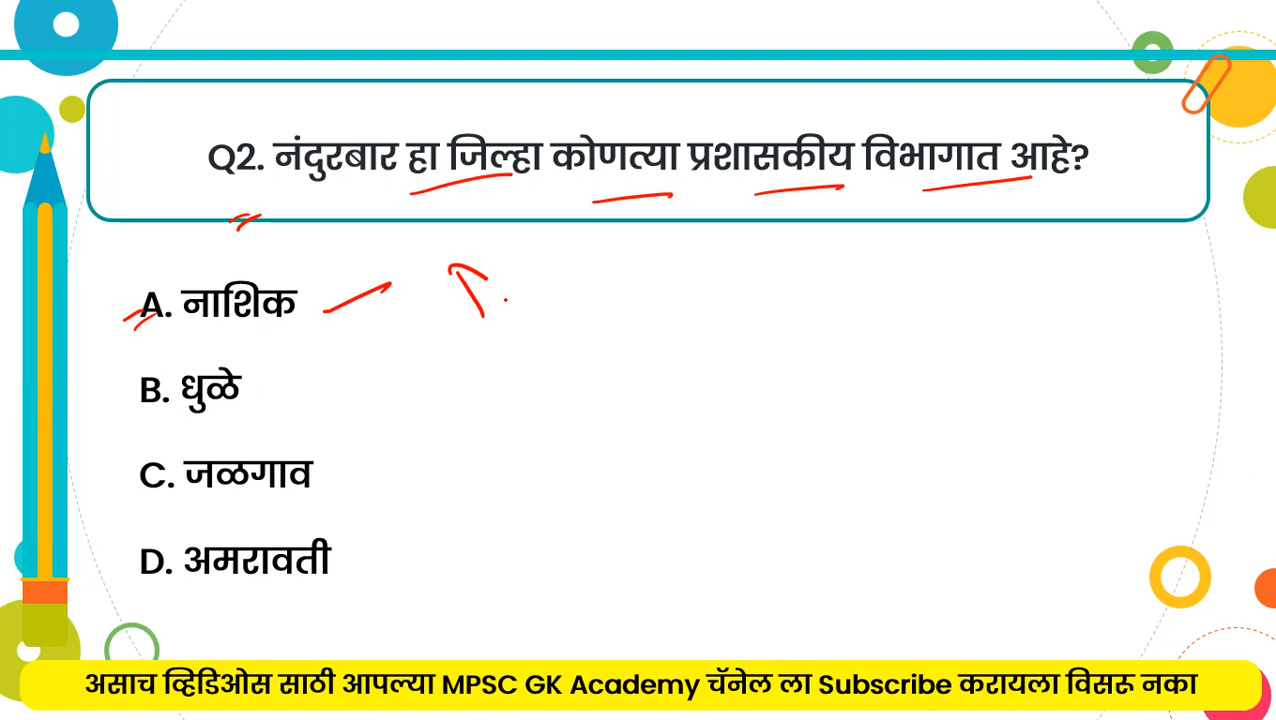 Q2. नंदुरबार हा जिल्हा कोणत्या प्रशासकीय विभागात आहे?
A. नाशिक
B. धुळे
C. जळगाव
D. अमरावती
असाच व्हिडिओस साठी आपल्या MPSC GK Academy चॅनेल ला Subscribe करायला विसरू नका